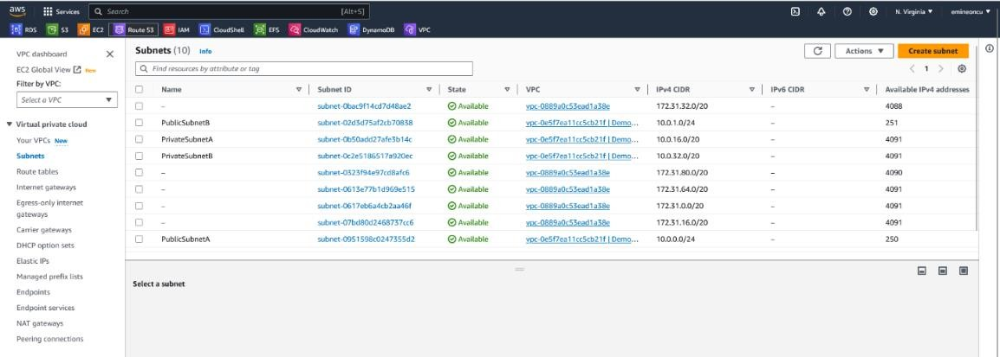 aws Services Search [Alt+S] N. Virginia ▼ emineoncu ▼
RDS S3 EC2 Route 53 IAM CloudShell EFS CloudWatch DynamoDB VPC
VPC dashboard
EC2 Global View New
Filter by VPC:
Select a VPC
Virtual private cloud
Your VPCs New
Subnets
Route tables
Internet gateways
Egress-only internet
gateways
Carrier gateways
DHCP option sets
Elastic IPs
Managed prefix lists
Endpoints
Endpoint services
NAT gateways
Peering connections
Subnets (10) Info
Actions ▼ Create subnet
Find resources by attribute or tag
1
Name Subnet ID State VPC IPv4 CIDR IPv6 CIDR Available IPv4 addresses
– subnet-0bac9f14cd7d48ae2 Available vpc-0889a0c53ead1a38e 172.31.32.0/20 – 4088
PublicSubnetB subnet-02d3d75af2cb70838 Available vpc-0e5f7ea11cc5cb21f | Demo... 10.0.1.0/24 – 251
PrivateSubnetA subnet-0b50add27afe3b14c Available vpc-0e5f7ea11cc5cb21f | Demo... 10.0.16.0/20 – 4091
PrivateSubnetB subnet-0c2e5186517a920ec Available vpc-0e5f7ea11cc5cb21f | Demo... 10.0.32.0/20 – 4091
– subnet-0323f94e97cd8afc6 Available vpc-0889a0c53ead1a38e 172.31.80.0/20 – 4090
– subnet-0613e77b1d969e515 Available vpc-0889a0c53ead1a38e 172.31.64.0/20 – 4091
– subnet-0617eb6a4cb2aa46f Available vpc-0889a0c53ead1a38e 172.31.0.0/20 – 4091
– subnet-07bd80d2468737cc6 Available vpc-0889a0c53ead1a38e 172.31.16.0/20 – 4091
PublicSubnetA subnet-0951598c0247355d2 Available vpc-0e5f7ea11cc5cb21f | Demo... 10.0.0.0/24 – 250
Select a subnet